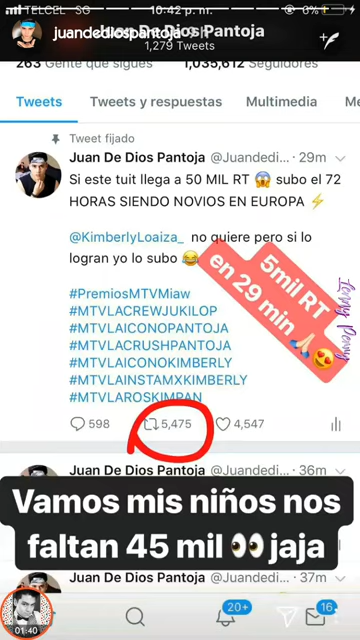 TELCEL 5G 10:42 p. m. 6%
Juan De Dios Pantoja
juandediospantoja 9 h
1,279 Tweets
263 Gente que sigues 1,035,612 Seguidores
Tweets Tweets y respuestas Multimedia Me
Tweet fijado
Juan De Dios Pantoja @Juandedi... · 29m
Si este tuit llega a 50 MIL RT 😱 subo el 72
HORAS SIENDO NOVIOS EN EUROPA ⚡
@KimberlyLoaiza_ no quiere pero si lo
logran yo lo subo 😂
5mil RT
en 29 min 🙏🏻😍
Lenny Penny
#PremiosMTVMiaw
#MTVLACREWJUKILOP
#MTVLAICONOPANTOJA
#MTVLACRUSHPANTOJA
#MTVLAICONOKIMBERLY
#MTVLAINSTAMXKIMBERLY
#MTVLAROSKIMPAN
598 5,475 4,547
Juan De Dios Pantoja @Juandedi... · 36m
Vamos mis niños nos
faltan 45 mil 👀 jaja
Juan De Dios Pantoja @Juandedi... · 37m
01:40
20+
16